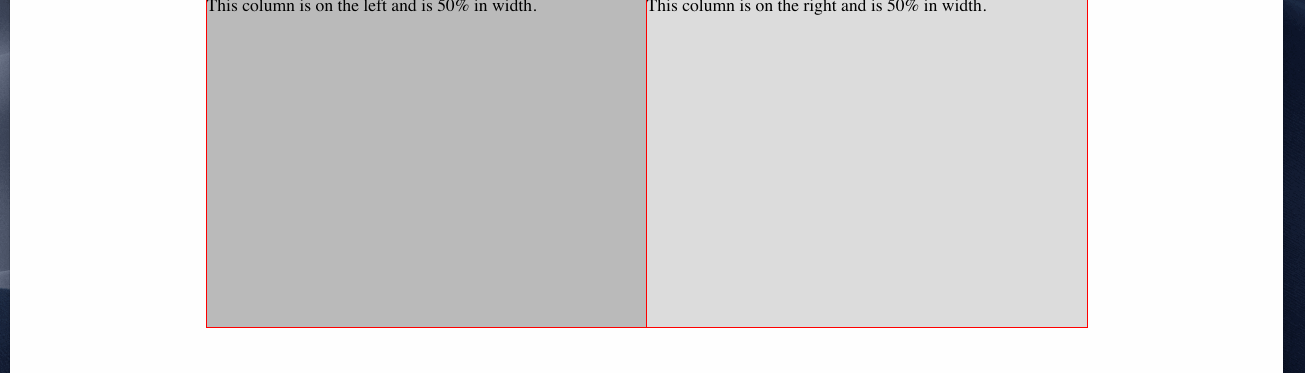 This column is on the left and is 50% in width.
This column is on the right and is 50% in width.